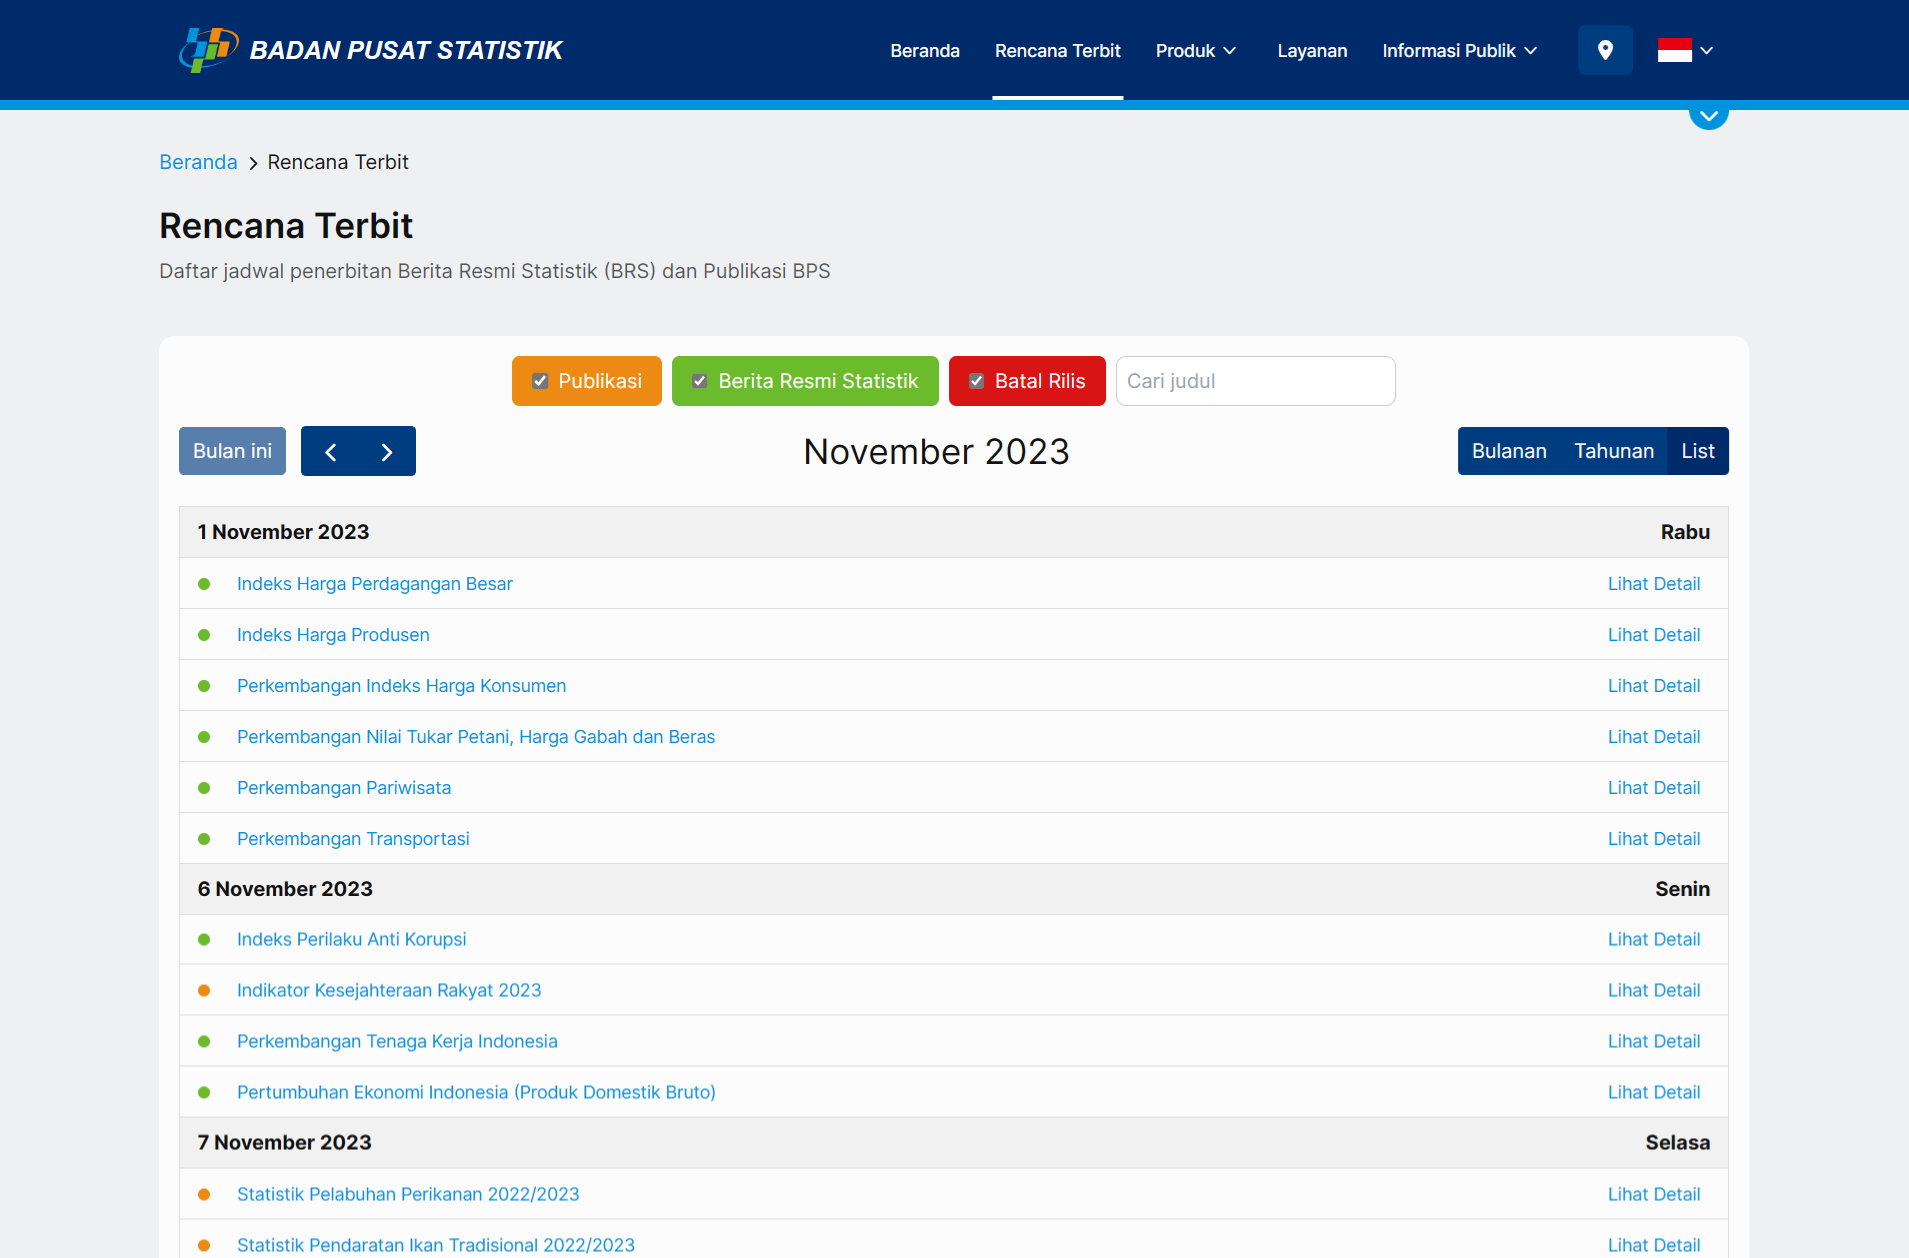 BADAN PUSAT STATISTIK
Beranda Rencana Terbit Produk Layanan Informasi Publik
Beranda > Rencana Terbit
Rencana Terbit
Daftar jadwal penerbitan Berita Resmi Statistik (BRS) dan Publikasi BPS
Publikasi Berita Resmi Statistik Batal Rilis Cari judul
Bulan ini November 2023 Bulanan Tahunan List
1 November 2023 Rabu
Indeks Harga Perdagangan Besar Lihat Detail
Indeks Harga Produsen Lihat Detail
Perkembangan Indeks Harga Konsumen Lihat Detail
Perkembangan Nilai Tukar Petani, Harga Gabah dan Beras Lihat Detail
Perkembangan Pariwisata Lihat Detail
Perkembangan Transportasi Lihat Detail
6 November 2023 Senin
Indeks Perilaku Anti Korupsi Lihat Detail
Indikator Kesejahteraan Rakyat 2023 Lihat Detail
Perkembangan Tenaga Kerja Indonesia Lihat Detail
Pertumbuhan Ekonomi Indonesia (Produk Domestik Bruto) Lihat Detail
7 November 2023 Selasa
Statistik Pelabuhan Perikanan 2022/2023 Lihat Detail
Statistik Pendaratan Ikan Tradisional 2022/2023 Lihat Detail